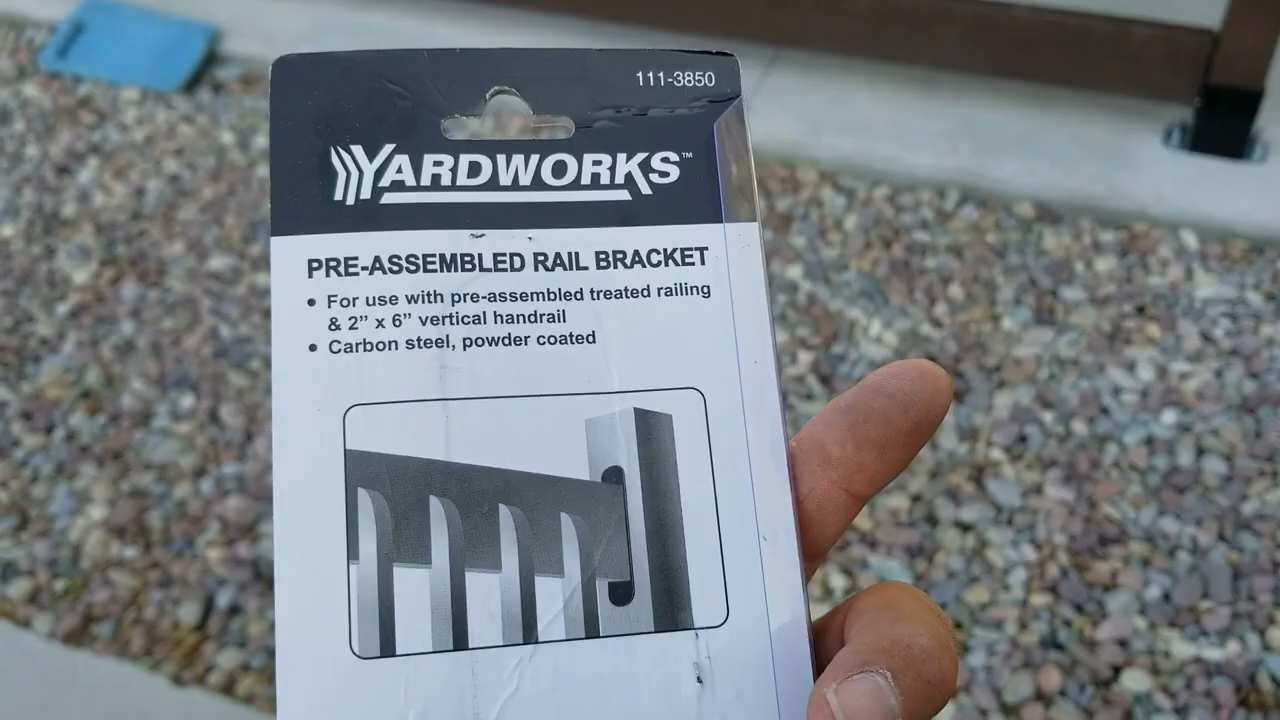 111-3850
YARDWORKS™
PRE-ASSEMBLED RAIL BRACKET
• For use with pre-assembled treated railing
& 2” x 6” vertical handrail
• Carbon steel, powder coated